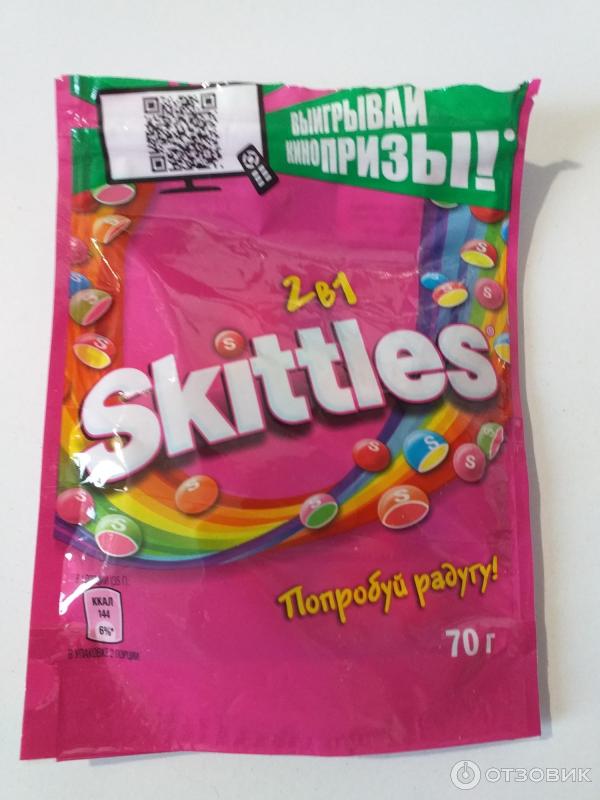 ВЫИГРЫВАЙ
КИНОПРИЗЫ!*
2 в 1
Skittles®
Попробуй радугу!
ККАЛ
144
6%*
В УПАКОВКЕ 2 ПОРЦИИ
70 г
ОТЗОВИК